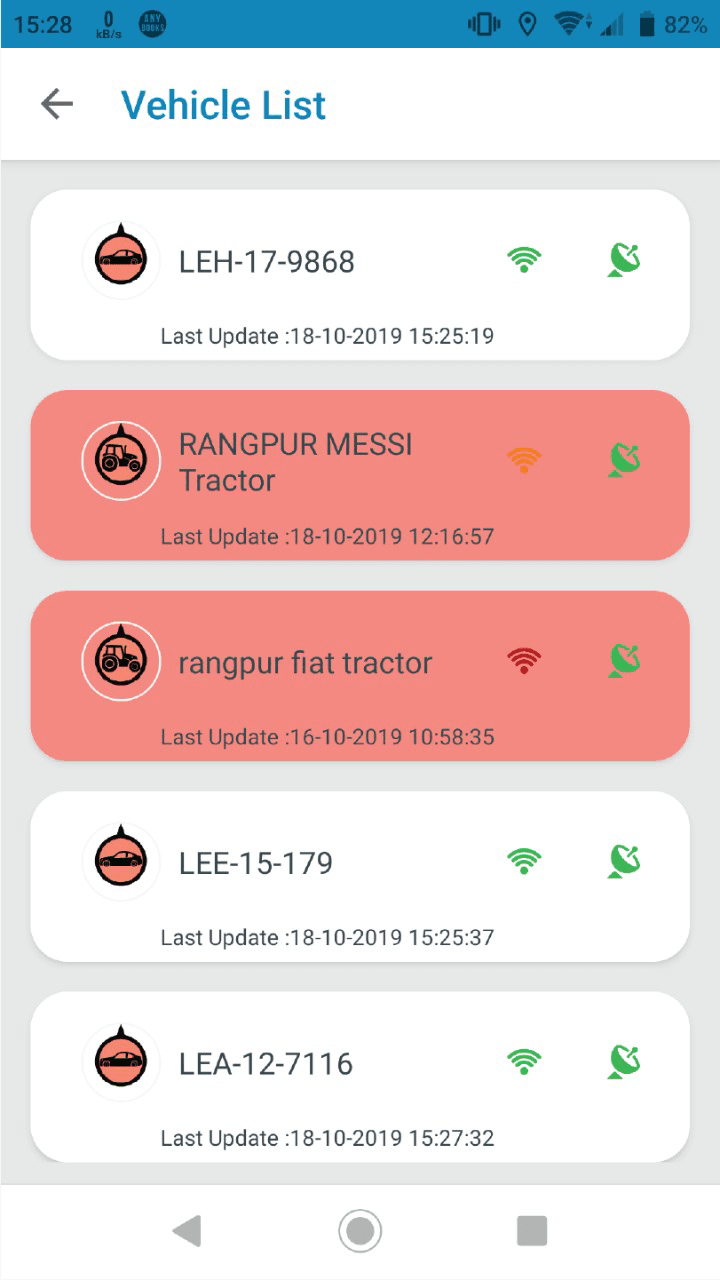 15:28 0 kB/s ANY BOOKS 82%
Vehicle List
LEH-17-9868
Last Update :18-10-2019 15:25:19
RANGPUR MESSI
Tractor
Last Update :18-10-2019 12:16:57
rangpur fiat tractor
Last Update :16-10-2019 10:58:35
LEE-15-179
Last Update :18-10-2019 15:25:37
LEA-12-7116
Last Update :18-10-2019 15:27:32